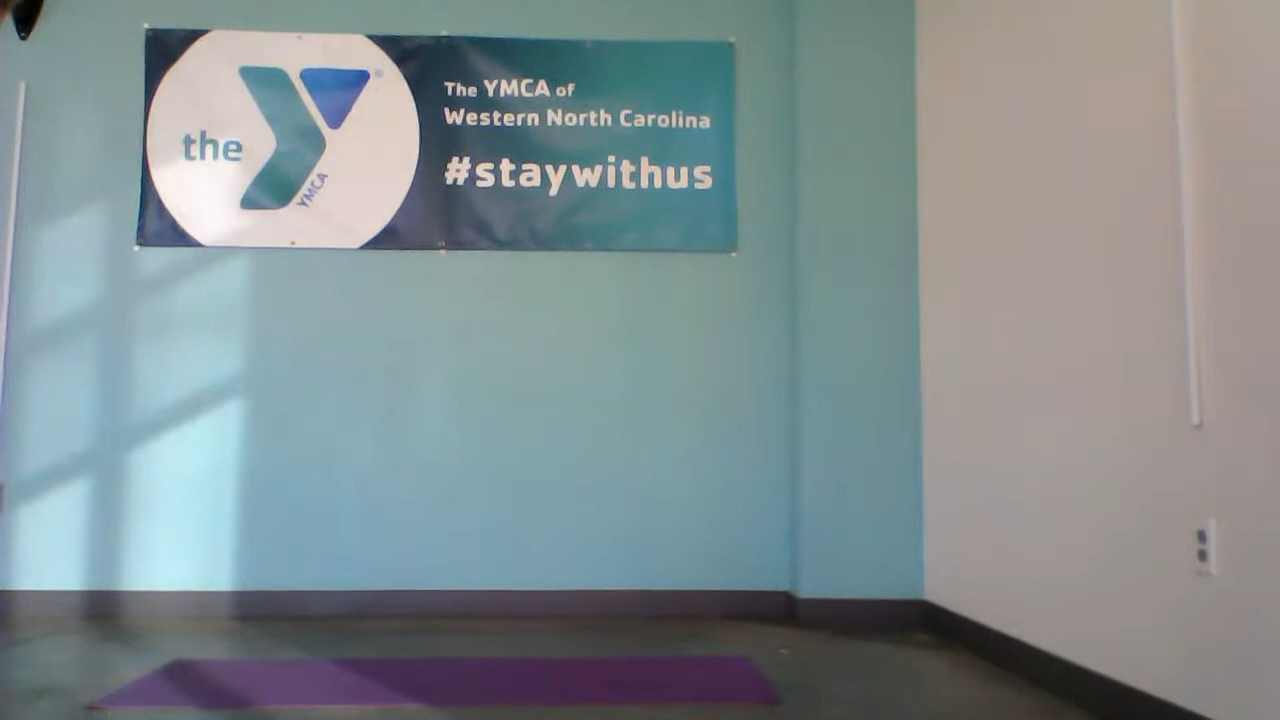 the
YMCA
The YMCA of
Western North Carolina
#staywithus